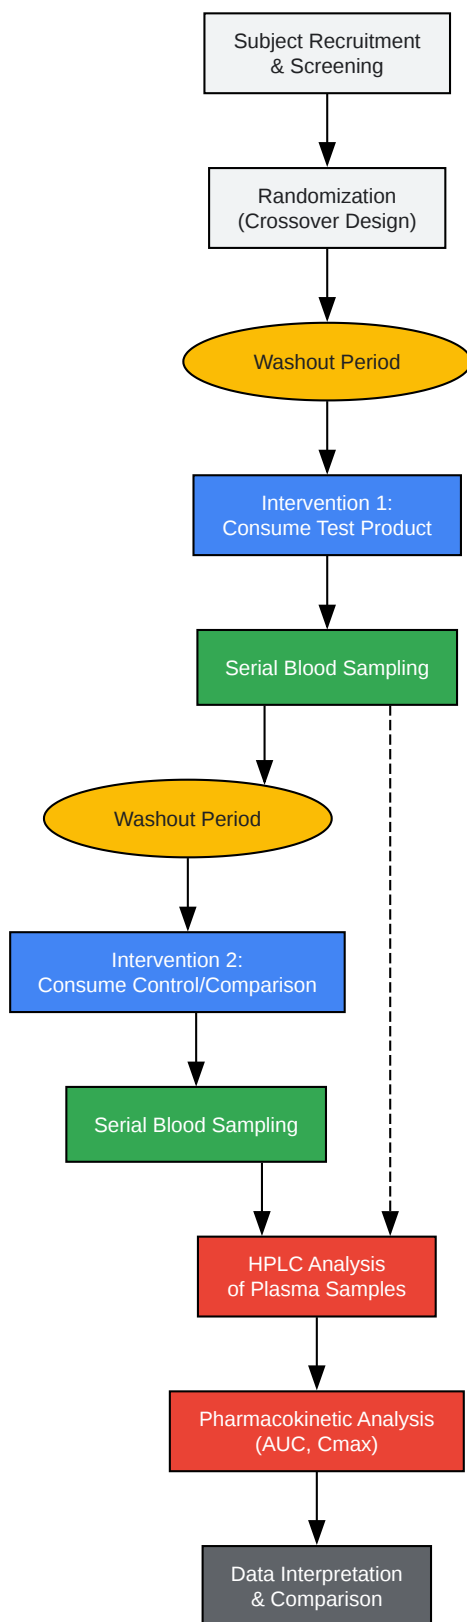 Subject Recruitment
& Screening
Randomization
(Crossover Design)
Washout Period
Intervention 1:
Consume Test Product
Serial Blood Sampling
Washout Period
Intervention 2:
Consume Control/Comparison
Serial Blood Sampling
HPLC Analysis
of Plasma Samples
Pharmacokinetic Analysis
(AUC, Cmax)
Data Interpretation
& Comparison